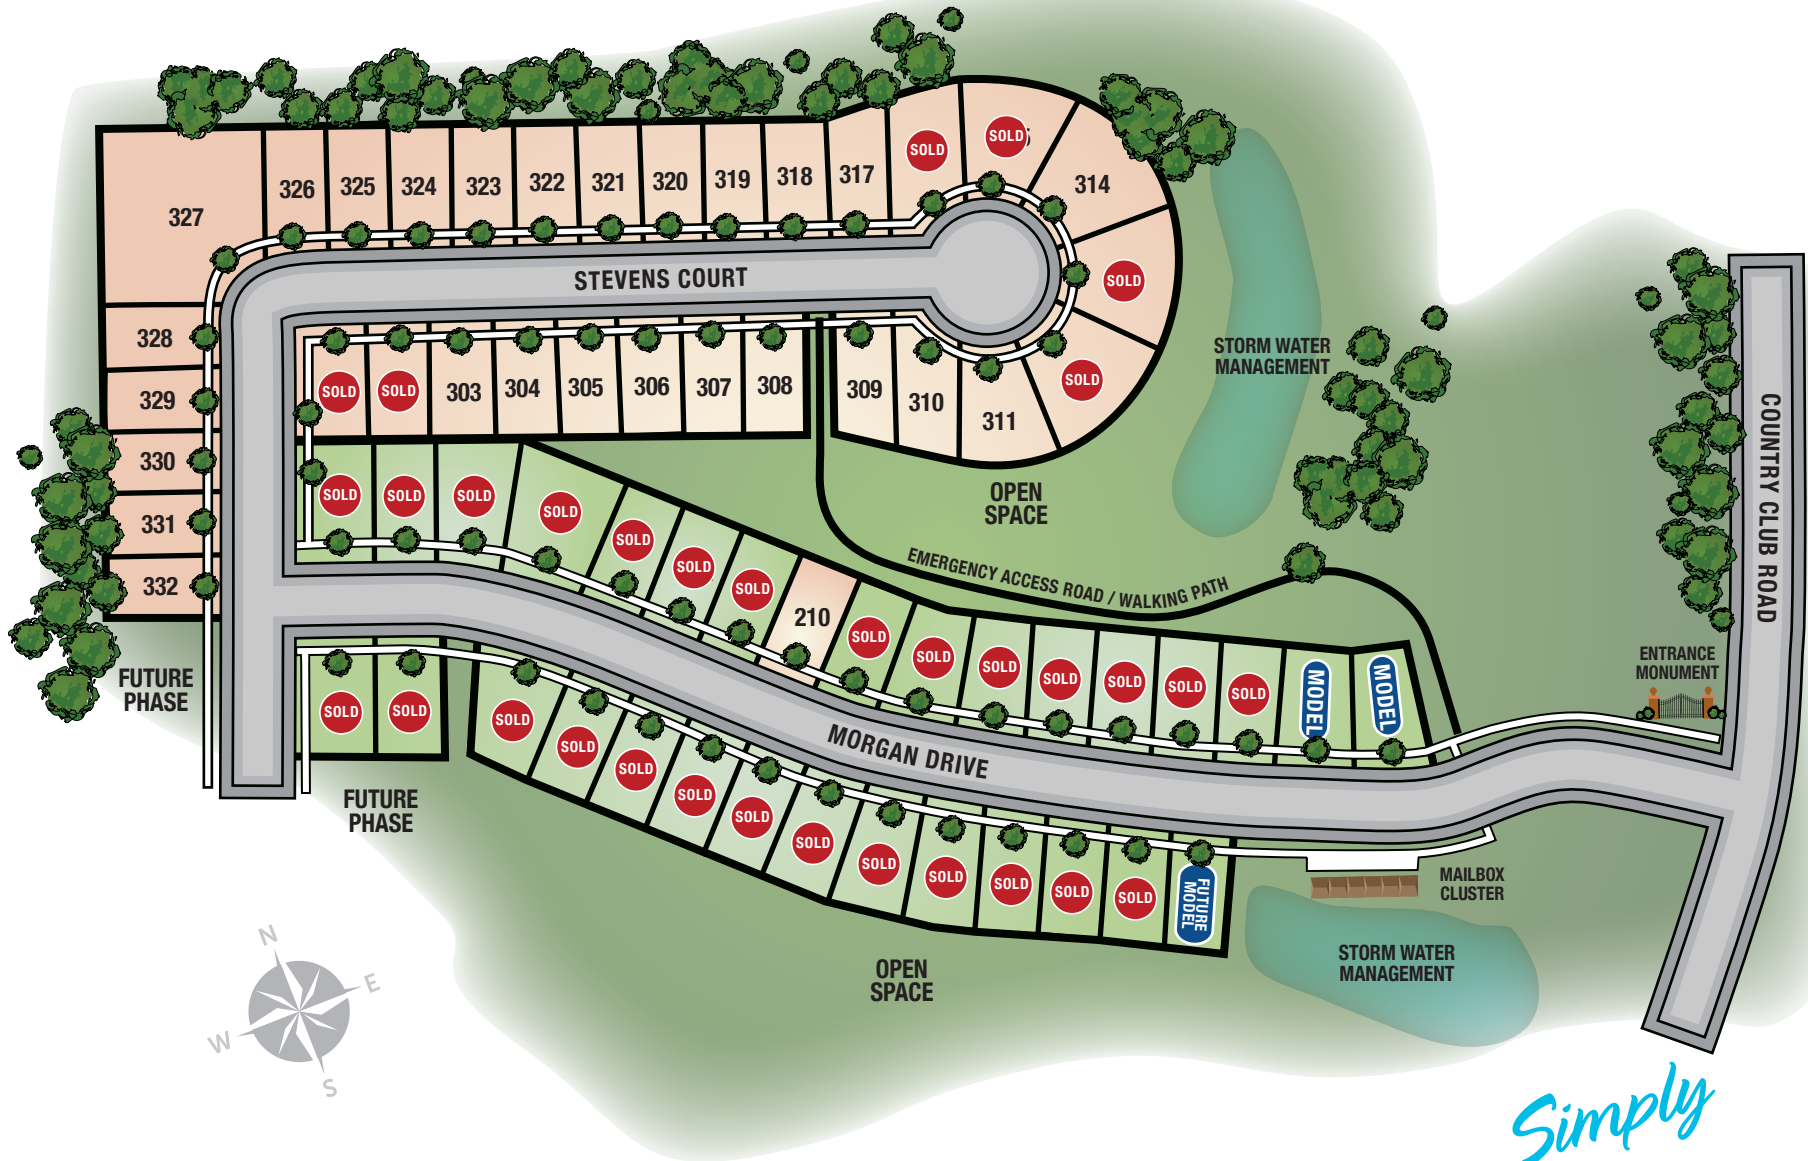 SOLD
SOLD
327
326
325
324
323
322
321
320
319
318
317
314
STEVENS COURT
SOLD
328
329
330
331
332
SOLD
SOLD
303
304
305
306
307
308
309
310
311
SOLD
STORM WATER
MANAGEMENT
COUNTRY CLUB ROAD
OPEN
SPACE
SOLD
SOLD
SOLD
SOLD
SOLD
SOLD
SOLD
210
SOLD
SOLD
SOLD
SOLD
SOLD
SOLD
SOLD
MODEL
MODEL
EMERGENCY ACCESS ROAD / WALKING PATH
ENTRANCE
MONUMENT
FUTURE
PHASE
SOLD
SOLD
MORGAN DRIVE
FUTURE
PHASE
SOLD
SOLD
SOLD
SOLD
SOLD
SOLD
SOLD
SOLD
SOLD
SOLD
SOLD
FUTURE
MODEL
MAILBOX
CLUSTER
STORM WATER
MANAGEMENT
OPEN
SPACE
N
E
W
S
Simply